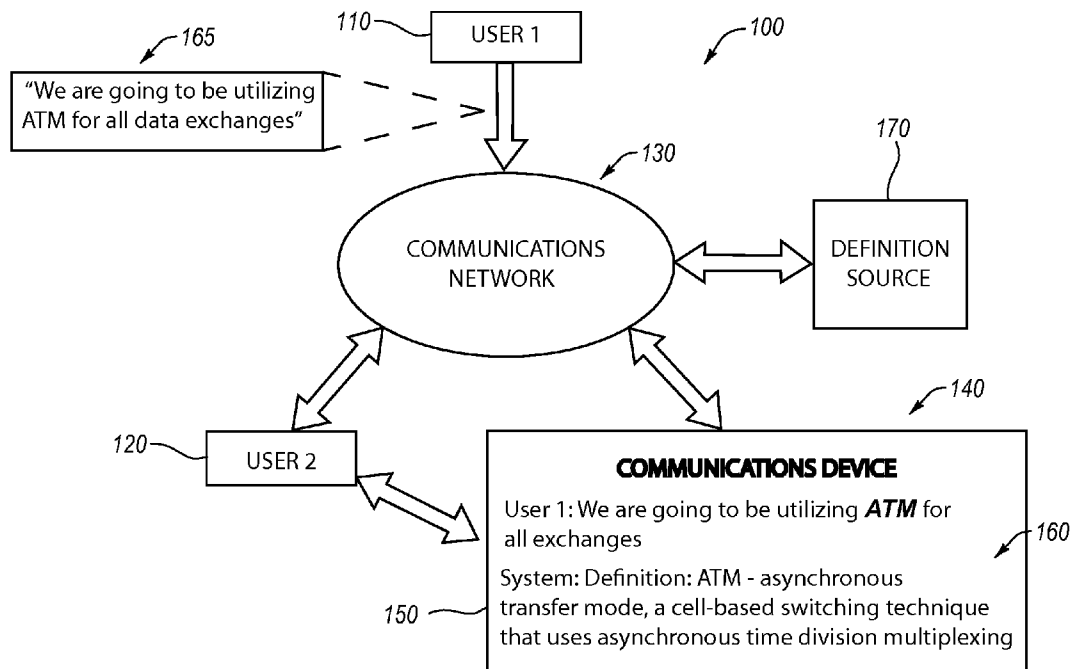 110
USER 1
100
165
“We are going to be utilizing
ATM for all data exchanges”
130
170
COMMUNICATIONS
NETWORK
DEFINITION
SOURCE
140
120
USER 2
COMMUNICATIONS DEVICE
User 1: We are going to be utilizing ATM for
all exchanges
160
System: Definition: ATM - asynchronous
transfer mode, a cell-based switching technique
that uses asynchronous time division multiplexing
150